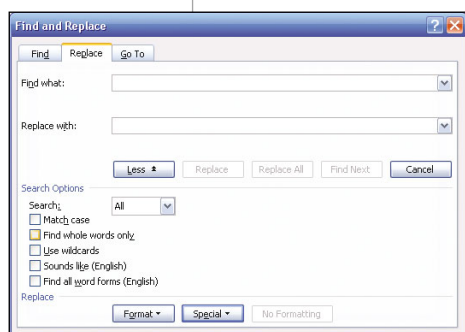 Find and Replace
Find Replace Go To
Find what:
Replace with:
Less Replace Replace All Find Next Cancel
Search Options
Search: All
Match case
Find whole words only
Use wildcards
Sounds like (English)
Find all word forms (English)
Replace
Format Special No Formatting